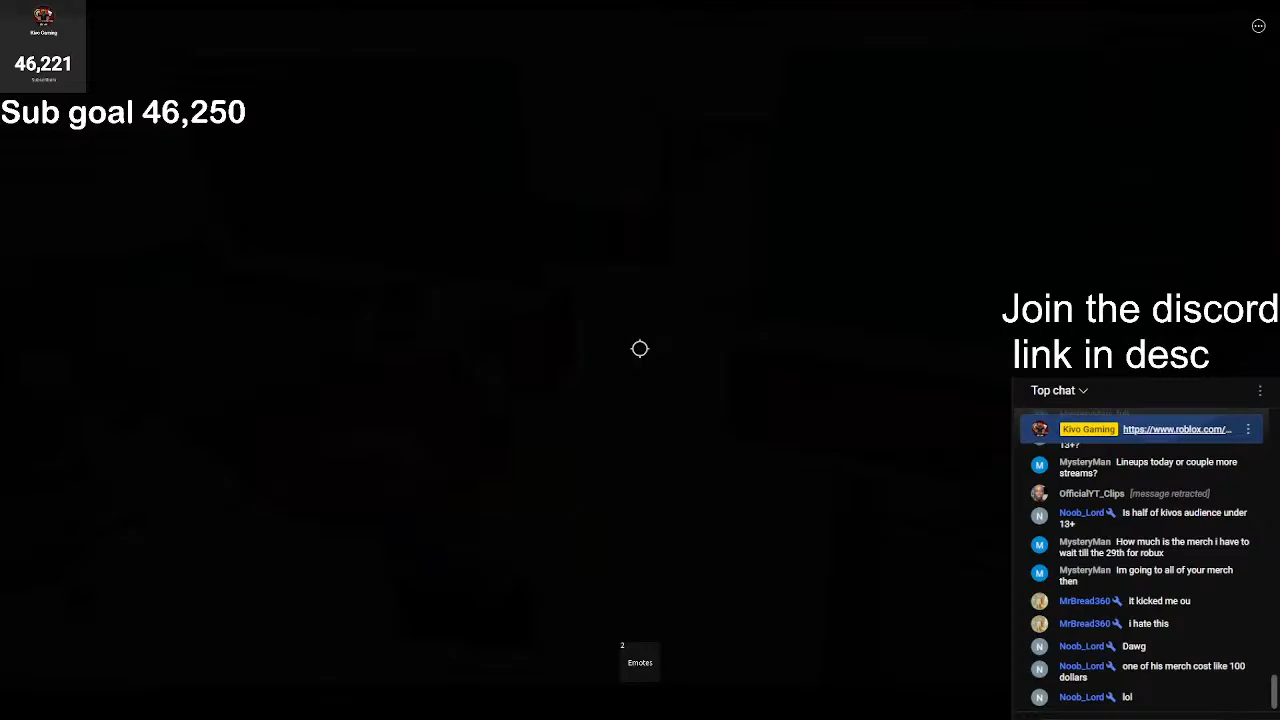 Kivo Gaming
46,221
Subscribers
Sub goal 46,250
Join the discord
link in desc
Top chat
Kivo Gaming https://www.roblox.com/...
13+?
MysteryMan Lineups today or couple more
streams?
OfficialYT_Clips [message retracted]
Noob_Lord Is half of kivos audience under
13+
MysteryMan How much is the merch i have to
wait till the 29th for robux
MysteryMan Im going to all of your merch
then
MrBread360 it kicked me ou
MrBread360 i hate this
Noob_Lord Dawg
Noob_Lord one of his merch cost like 100
dollars
Noob_Lord lol
2
Emotes